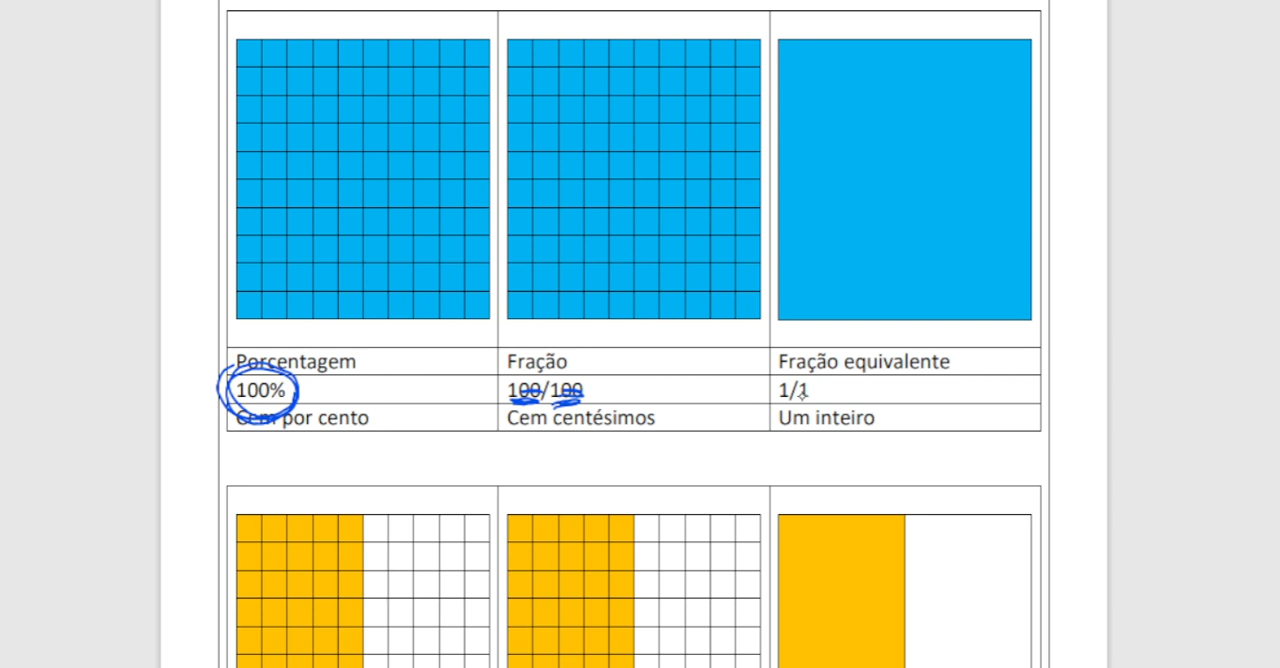 Porcentagem Fração Fração equivalente
100% 100/100 1/1
Cem por cento Cem centésimos Um inteiro